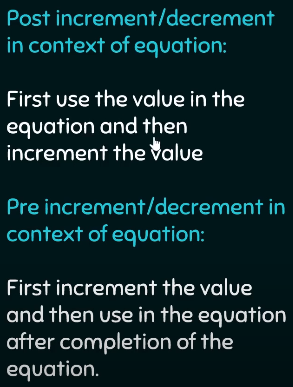 Post increment/decrement
in context of equation:
First use the value in the
equation and then
increment the value
Pre increment/decrement in
context of equation:
First increment the value
and then use in the equation
after completion of the
equation.